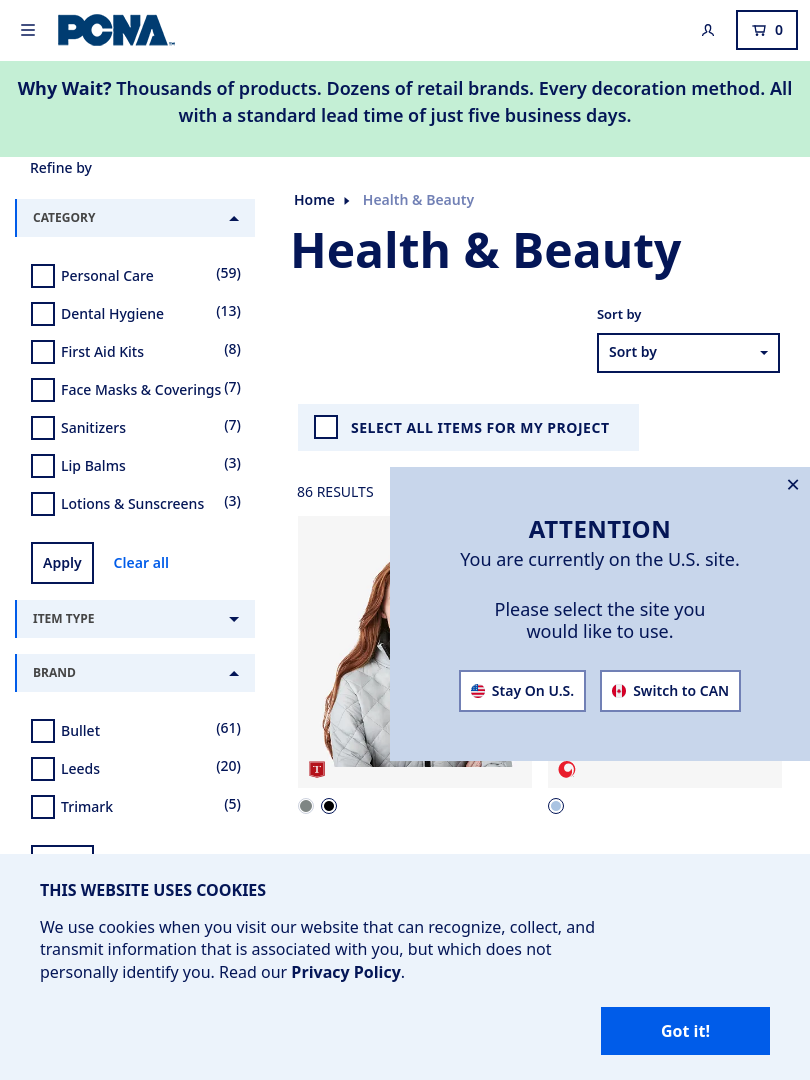 PCNA™
0
Why Wait? Thousands of products. Dozens of retail brands. Every decoration method. All
with a standard lead time of just five business days.
Refine by
CATEGORY
Personal Care (59)
Dental Hygiene (13)
First Aid Kits (8)
Face Masks & Coverings (7)
Sanitizers (7)
Lip Balms (3)
Lotions & Sunscreens (3)
Apply Clear all
ITEM TYPE
BRAND
Bullet (61)
Leeds (20)
Trimark (5)
Home Health & Beauty
Health & Beauty
Sort by
Sort by
SELECT ALL ITEMS FOR MY PROJECT
86 RESULTS
T
ATTENTION
You are currently on the U.S. site.
Please select the site you
would like to use.
Stay On U.S. Switch to CAN
THIS WEBSITE USES COOKIES
We use cookies when you visit our website that can recognize, collect, and
transmit information that is associated with you, but which does not
personally identify you. Read our Privacy Policy.
Got it!